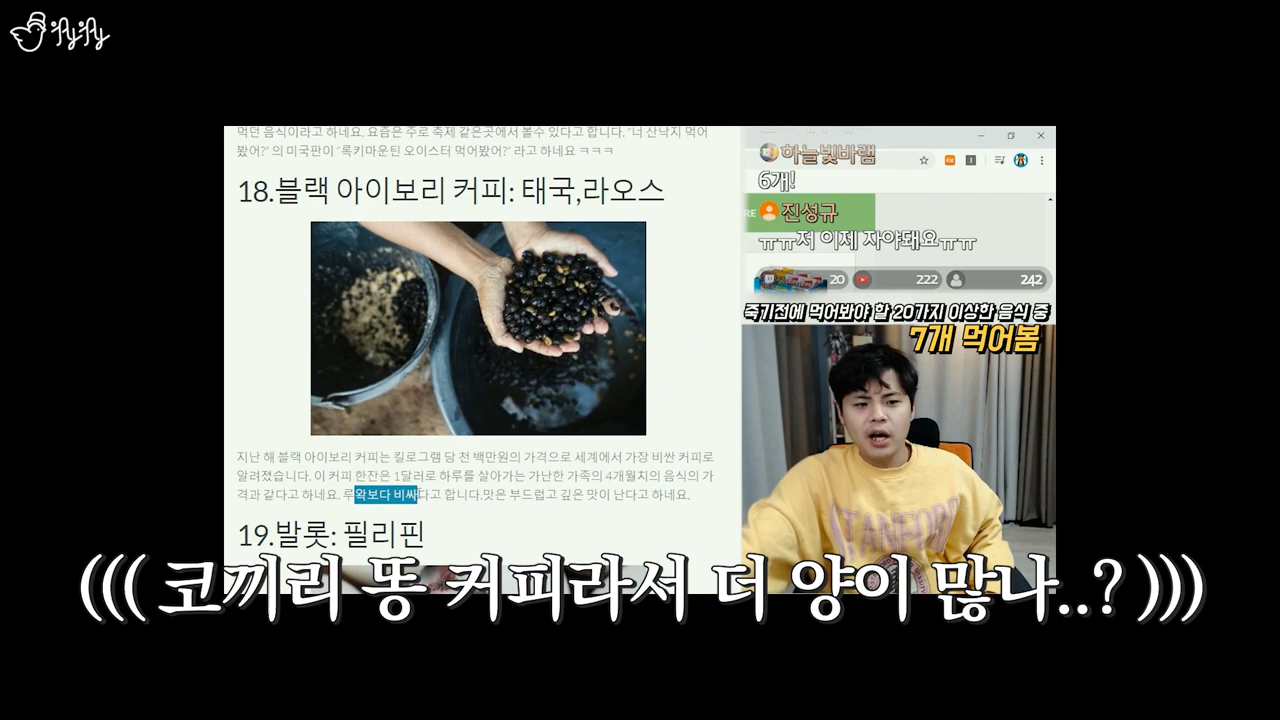 먹던 음식이라고 하네요. 요즘은 주로 축제 같은곳에서 볼수 있다고 합니다. "너 산낙지 먹어
봤어?" 의 미국판이 "록키마운틴 오이스터 먹어봤어?" 라고 하네요 ㅋㅋㅋ
18.블랙 아이보리 커피: 태국,라오스
지난 해 블랙 아이보리 커피는 킬로그램 당 천 백만원의 가격으로 세계에서 가장 비싼 커피로
알려졌습니다. 이 커피 한잔은 1달러로 하루를 살아가는 가난한 가족의 4개월치의 음식의 가
격과 같다고 하네요. 루왁보다 비싸다고 합니다.맛은 부드럽고 깊은 맛이 난다고 하네요.
19.발롯: 필리핀
하늘빛바램
6개!
RE
진성규
ㅠㅠ저 이제 자야돼요ㅠㅠ
20
222
242
죽기전에 먹어봐야 할 20가지 이상한 음식 중
7개 먹어봄
STANFORD
(((코끼리 똥 커피라서 더 양이 많나..?)))